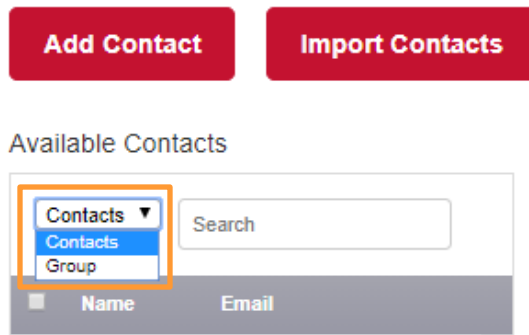 Add Contact Import Contacts
Available Contacts
Contacts ▼ Search
Contacts
Group
Name Email